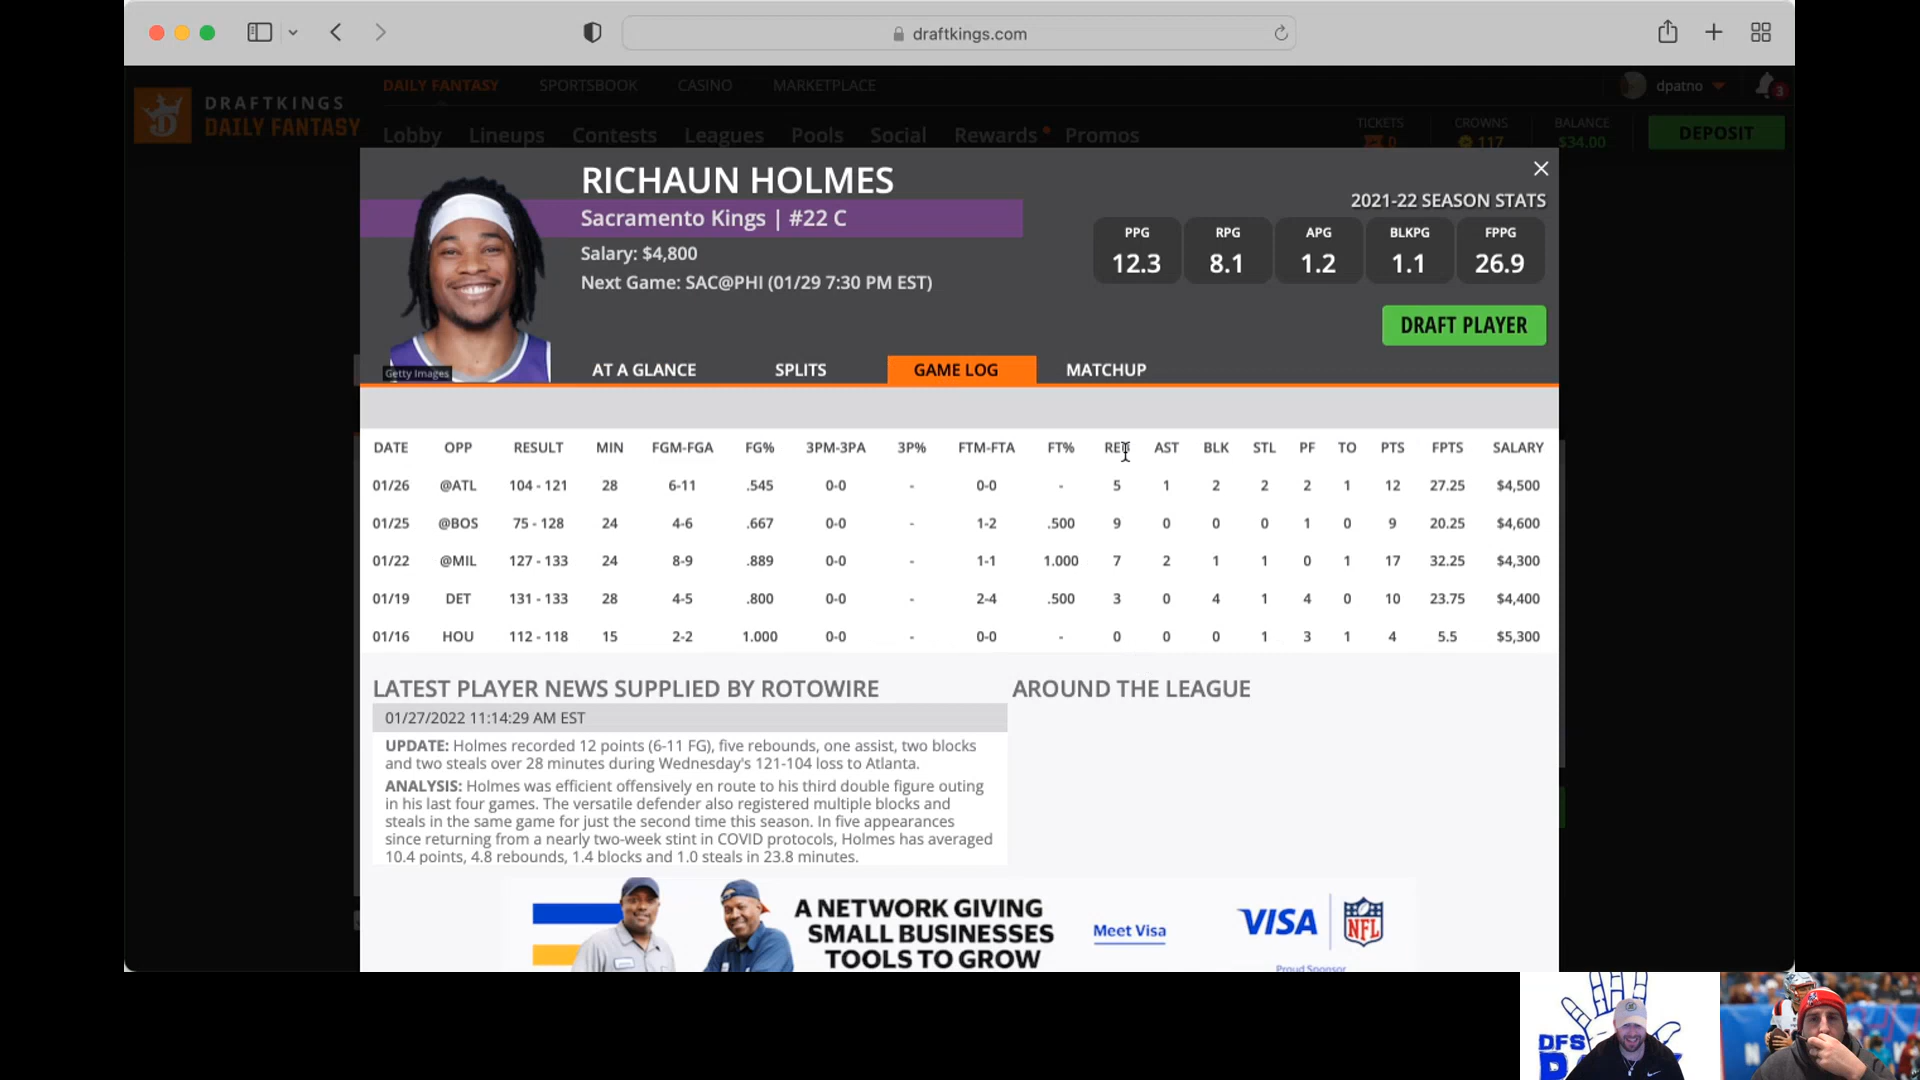 draftkings.com
DRAFTKINGS
DAILY FANTASY
DAILY FANTASY SPORTSBOOK CASINO MARKETPLACE
dpatno
3
Lobby Lineups Contests Leagues Pools Social Rewards Promos
TICKETS CROWNS BALANCE
0 117 $34.00
DEPOSIT
RICHAUN HOLMES
Sacramento Kings | #22 C
Salary: $4,800
Next Game: SAC@PHI (01/29 7:30 PM EST)
Getty Images
2021-22 SEASON STATS
PPG RPG APG BLKPG FPPG
12.3 8.1 1.2 1.1 26.9
DRAFT PLAYER
AT A GLANCE SPLITS GAME LOG MATCHUP
DATE OPP RESULT MIN FGM-FGA FG% 3PM-3PA 3P% FTM-FTA FT% REB AST BLK STL PF TO PTS FPTS SALARY
01/26 @ATL 104 - 121 28 6-11 .545 0-0 - 0-0 - 5 1 2 2 2 1 12 27.25 $4,500
01/25 @BOS 75 - 128 24 4-6 .667 0-0 - 1-2 .500 9 0 0 0 1 0 9 20.25 $4,600
01/22 @MIL 127 - 133 24 8-9 .889 0-0 - 1-1 1.000 7 2 1 1 0 1 17 32.25 $4,300
01/19 DET 131 - 133 28 4-5 .800 0-0 - 2-4 .500 3 0 4 1 4 0 10 23.75 $4,400
01/16 HOU 112 - 118 15 2-2 1.000 0-0 - 0-0 - 0 0 0 1 3 1 4 5.5 $5,300
LATEST PLAYER NEWS SUPPLIED BY ROTOWIRE
01/27/2022 11:14:29 AM EST
UPDATE: Holmes recorded 12 points (6-11 FG), five rebounds, one assist, two blocks
and two steals over 28 minutes during Wednesday's 121-104 loss to Atlanta.
ANALYSIS: Holmes was efficient offensively en route to his third double figure outing
in his last four games. The versatile defender also registered multiple blocks and
steals in the same game for just the second time this season. In five appearances
since returning from a nearly two-week stint in COVID protocols, Holmes has averaged
10.4 points, 4.8 rebounds, 1.4 blocks and 1.0 steals in 23.8 minutes.
AROUND THE LEAGUE
A NETWORK GIVING
SMALL BUSINESSES
TOOLS TO GROW
Meet Visa
VISA
NFL
Proud Sponsor
DFS